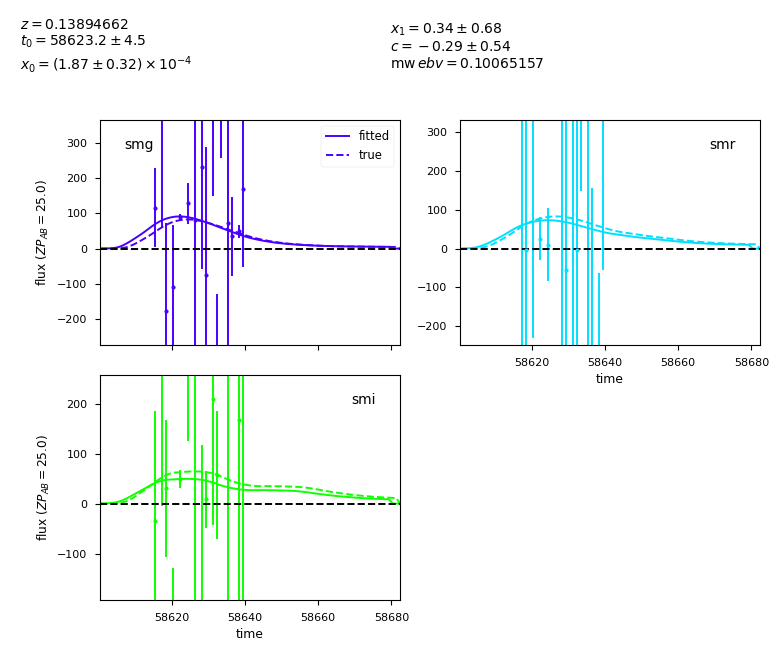 z = 0.13894662
t₀ = 58623.2 ± 4.5
x₀ = (1.87 ± 0.32) × 10⁻⁴
x₁ = 0.34 ± 0.68
c = −0.29 ± 0.54
mw ebv = 0.10065157
smg
fitted
true
300
200
100
0
−100
−200
flux (ZP_AB = 25.0)
smr
300
200
100
0
−100
−200
58620 58640 58660 58680
time
smi
200
100
0
−100
flux (ZP_AB = 25.0)
58620 58640 58660 58680
time